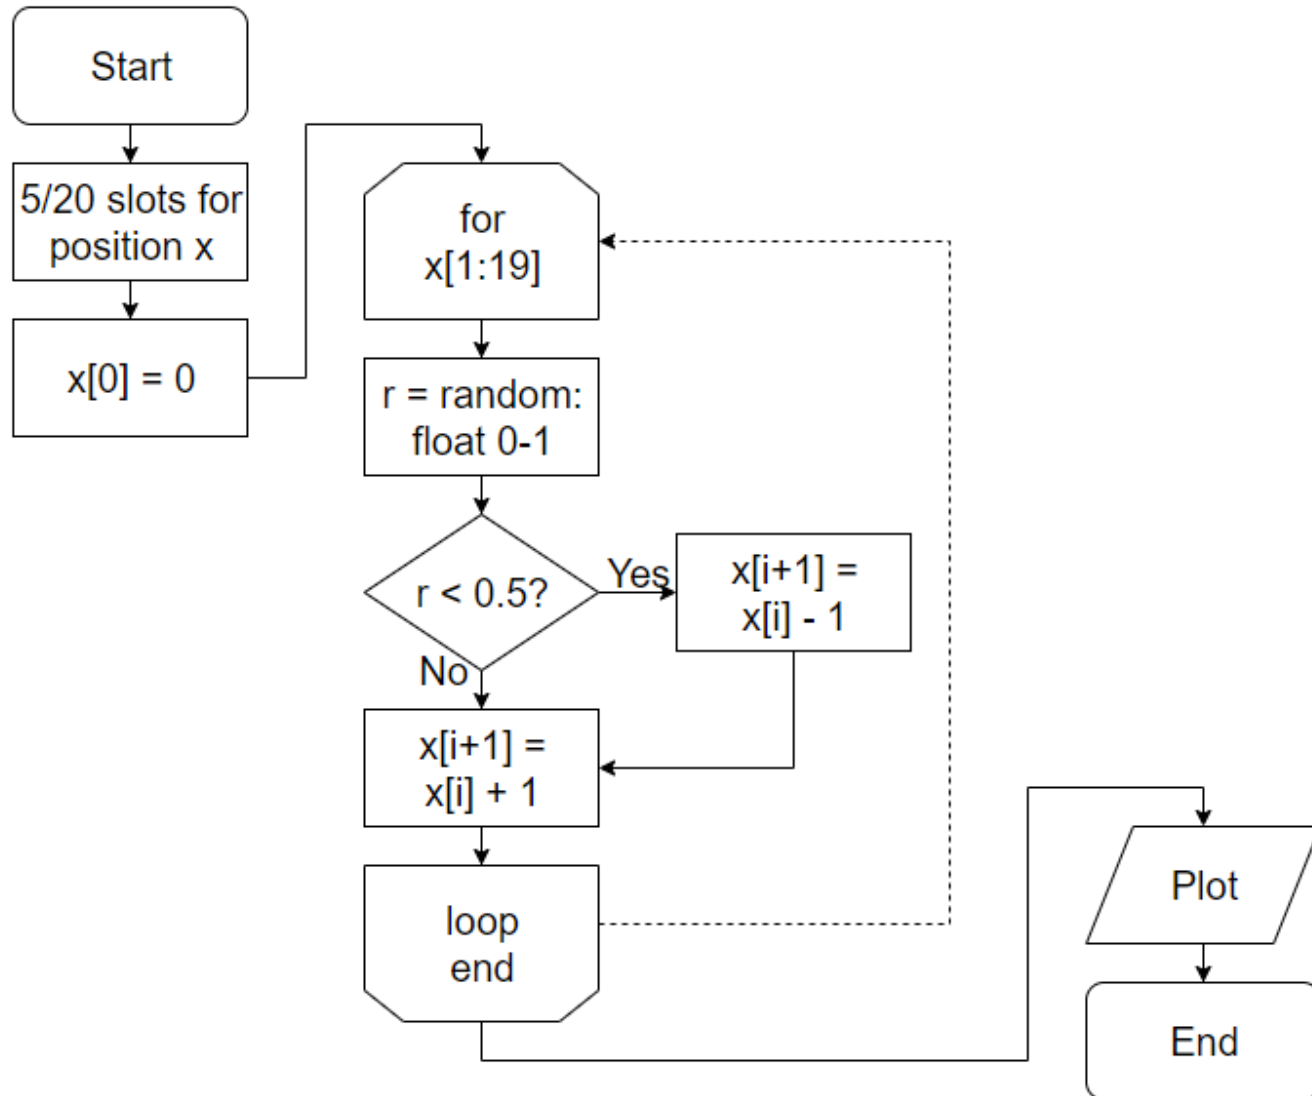 Start
5/20 slots for
position x
x[0] = 0
for
x[1:19]
r = random:
float 0-1
r < 0.5?
Yes
x[i+1] =
x[i] - 1
No
x[i+1] =
x[i] + 1
loop
end
Plot
End